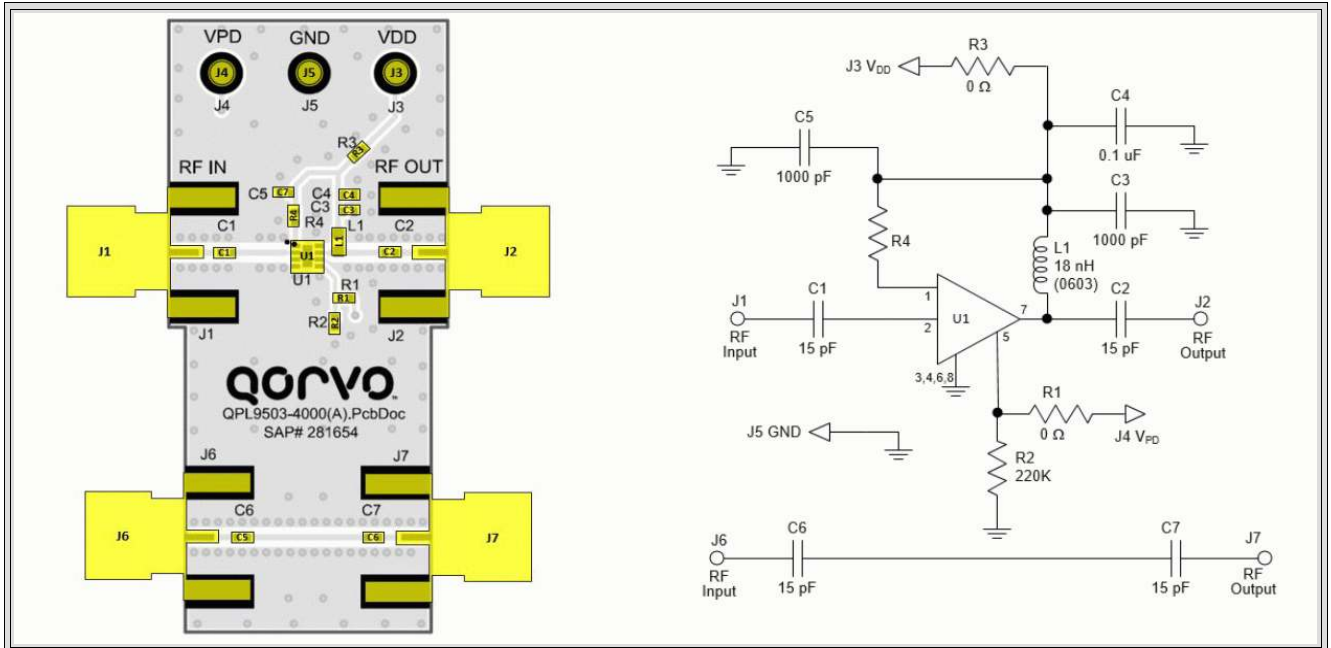 VPD GND VDD
J4 J5 J3
J4 J5 J3
R3
R3
RF IN RF OUT
C5 C7 C4 C4
C3 C3
R4 R4 L1
C1 C2
J1 C1 L1 C2 J2
U1
U1
R1
R1
R2 R2
J1 J2
QORVO
QPL9503-4000(A).PcbDoc
SAP# 281654
J6 J7
C6 C7
J6 C5 C6 J7
R3
J3 VDD
0 Ω
C5
1000 pF
C4
0.1 uF
C3
1000 pF
R4
L1
18 nH
(0603)
J1
RF
Input
C1
15 pF
1
2
U1
7
5
3,4,6,8
C2
15 pF
J2
RF
Output
R1
0 Ω
J4 VPD
J5 GND
R2
220K
J6
RF
Input
C6
15 pF
C7
15 pF
J7
RF
Output